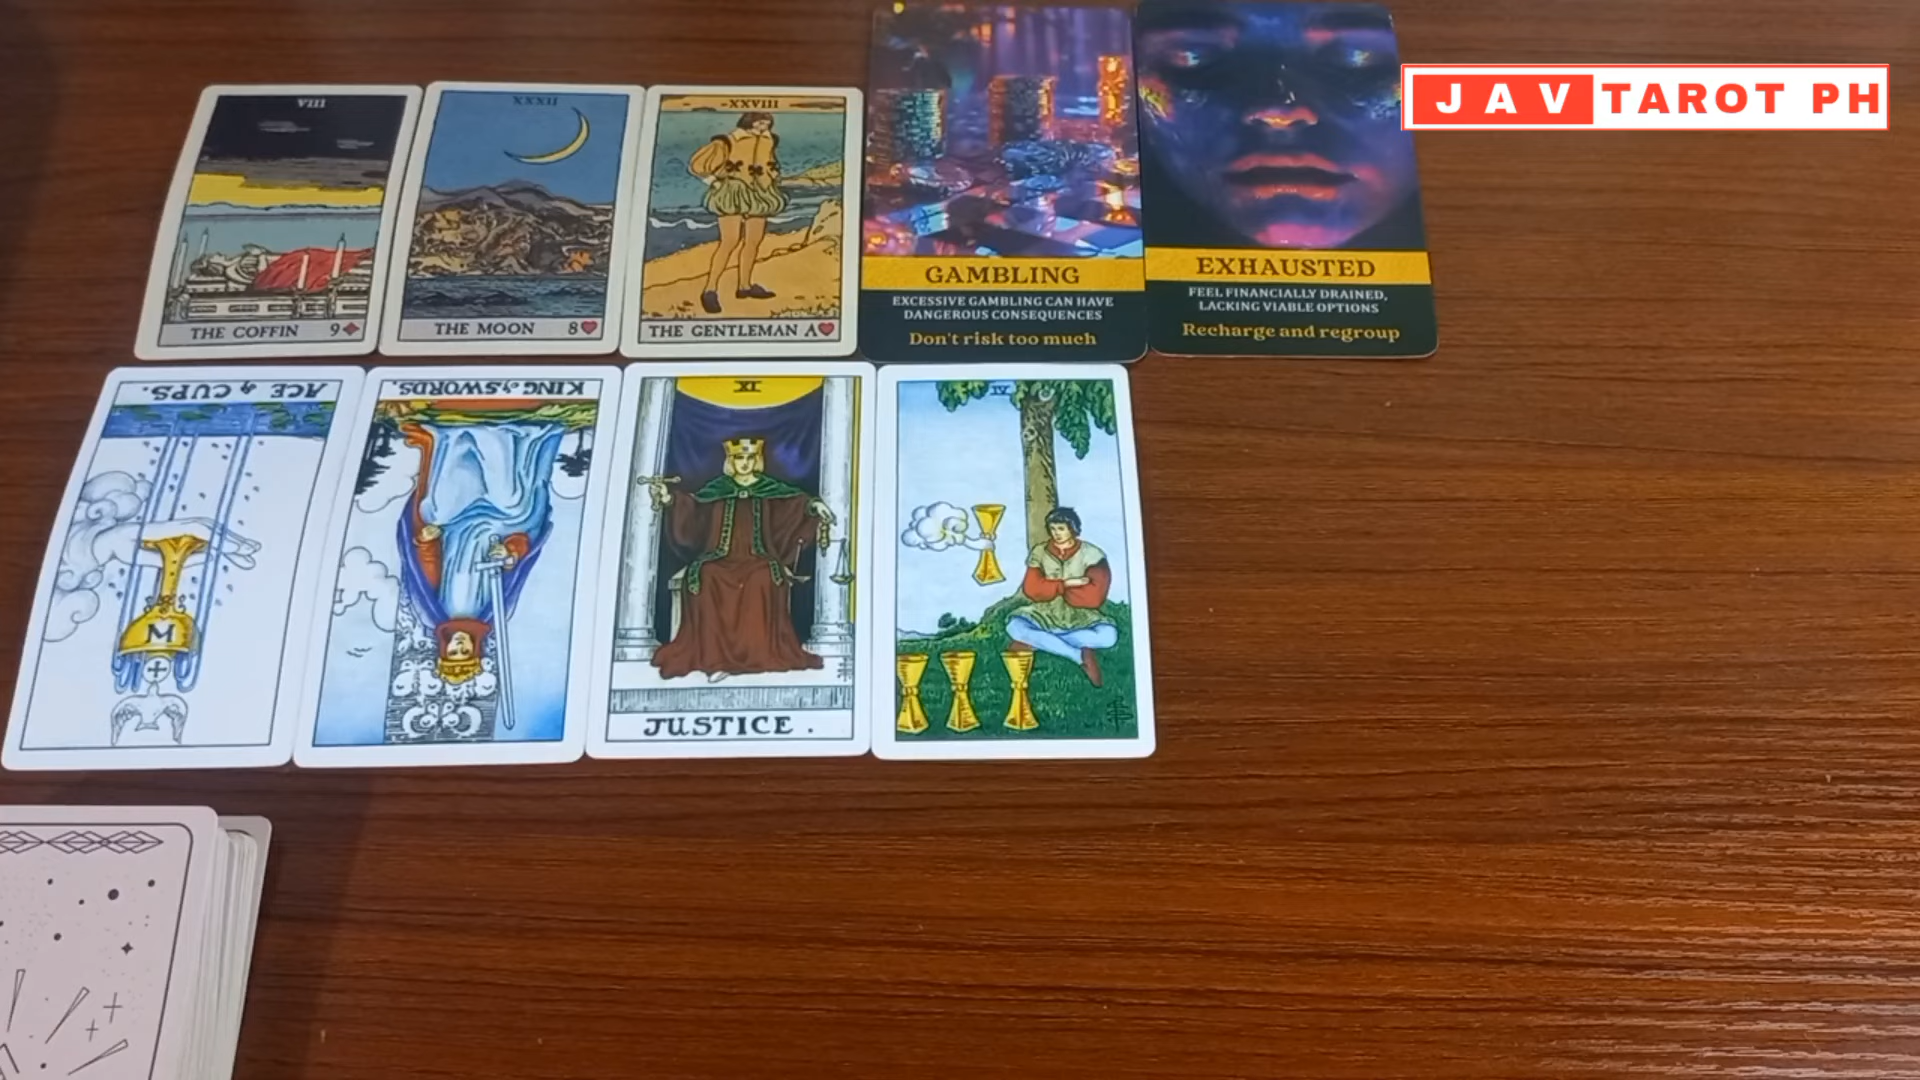 JAV TAROT PH
VIII
THE COFFIN 9
XXXII
THE MOON 8
XXVIII
THE GENTLEMAN A
GAMBLING
EXCESSIVE GAMBLING CAN HAVE
DANGEROUS CONSEQUENCES
Don't risk too much
EXHAUSTED
FEEL FINANCIALLY DRAINED,
LACKING VIABLE OPTIONS
Recharge and regroup
ACE of CUPS.
M
KING of SWORDS.
XI
JUSTICE .
IV